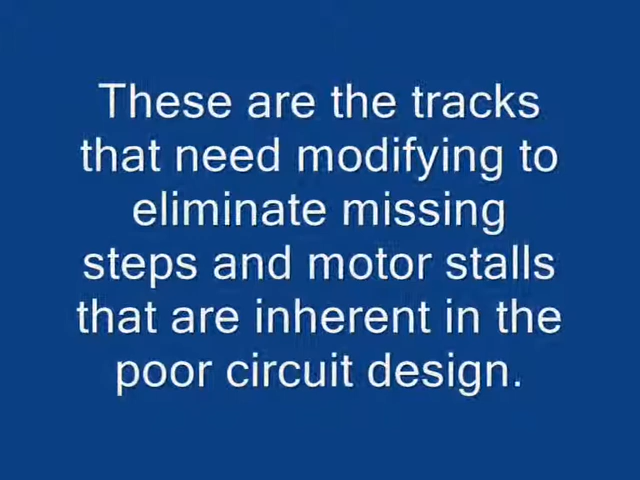 These are the tracks
that need modifying to
eliminate missing
steps and motor stalls
that are inherent in the
poor circuit design.